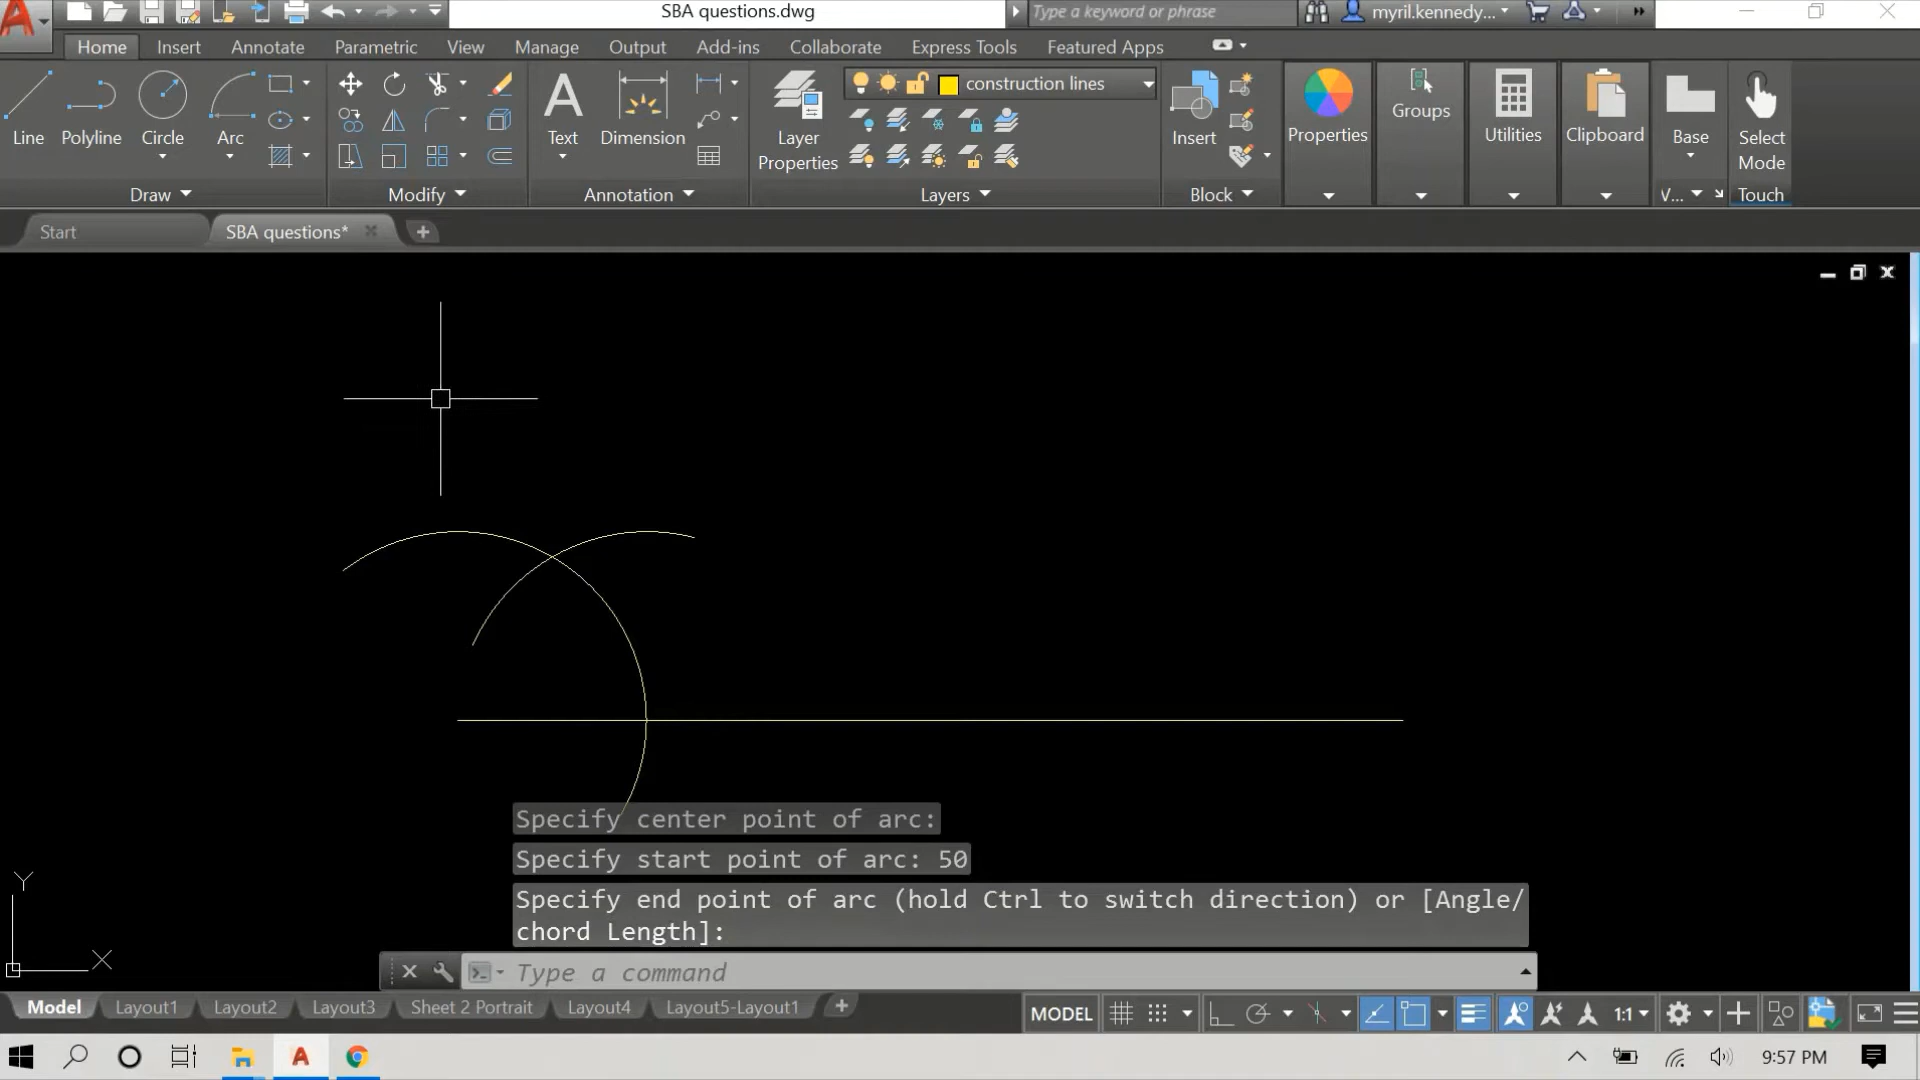 SBA questions.dwg
Type a keyword or phrase
myril.kennedy...
Home Insert Annotate Parametric View Manage Output Add-ins Collaborate Express Tools Featured Apps
construction lines
Line Polyline Circle Arc
Text Dimension
Layer
Properties
Insert
Properties
Groups
Utilities
Clipboard
Base
Select
Mode
Draw Modify Annotation Layers Block V... Touch
Start SBA questions*
Specify center point of arc:
Specify start point of arc: 50
Specify end point of arc (hold Ctrl to switch direction) or [Angle/
chord Length]:
Y
X
Type a command
Model Layout1 Layout2 Layout3 Sheet 2 Portrait Layout4 Layout5-Layout1
MODEL 1:1
9:57 PM